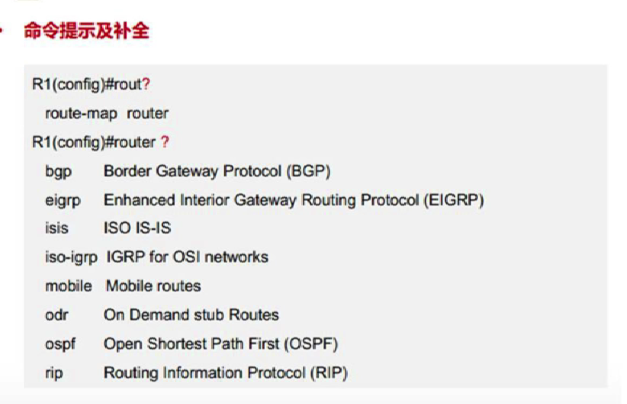 命令提示及补全
R1(config)#rout?
route-map router
R1(config)#router ?
bgp Border Gateway Protocol (BGP)
eigrp Enhanced Interior Gateway Routing Protocol (EIGRP)
isis ISO IS-IS
iso-igrp IGRP for OSI networks
mobile Mobile routes
odr On Demand stub Routes
ospf Open Shortest Path First (OSPF)
rip Routing Information Protocol (RIP)